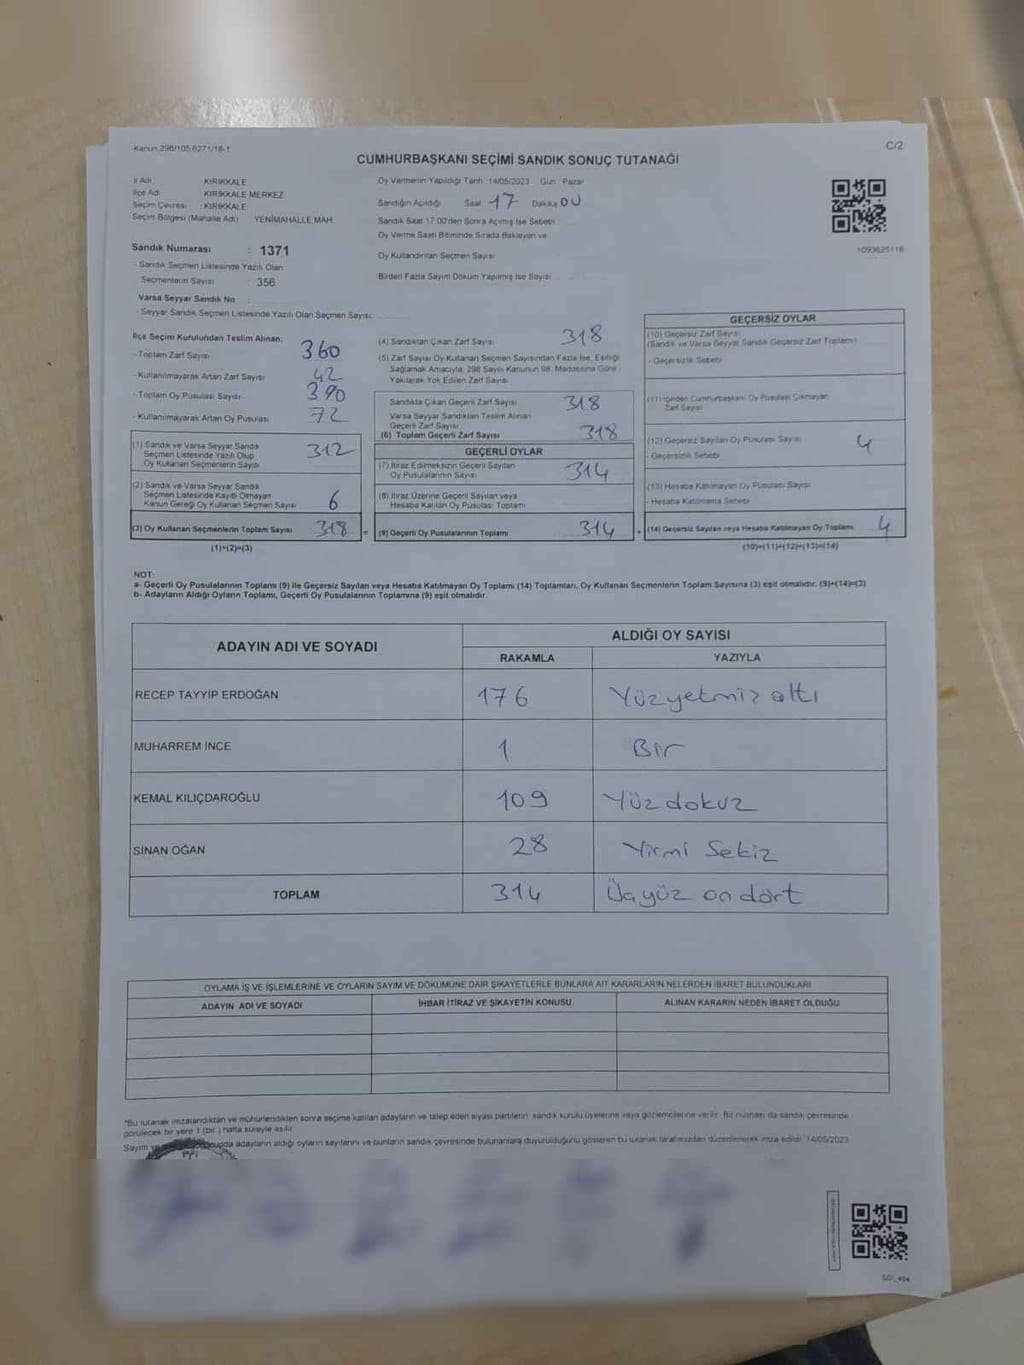 Kanun:298/105;6271/18-1
C/2
CUMHURBAŞKANI SEÇİMİ SANDIK SONUÇ TUTANAĞI
İl Adı : KIRIKKALE
İlçe Adı : KIRIKKALE MERKEZ
Seçim Çevresi : KIRIKKALE
Seçim Bölgesi (Mahalle Adı) : YENİMAHALLE MAH.
Oy Vermenin Yapıldığı Tarih :14/05/2023 Gün : Pazar
Sandığın Açıldığı Saat 17 Dakika 00
Sandık Saat 17:00'den Sonra Açımış İse Sebebi
Oy Verme Saati Bitiminde Sırada Bekleyen ve
Oy Kullandırılan Seçmen Sayısı
Birden Fazla Sayım Döküm Yapılmış İse Sayısı
1093625118
Sandık Numarası : 1371
- Sandık Seçmen Listesinde Yazılı Olan
Seçmenlerin Sayısı : 356
Varsa Seyyar Sandık No :
- Seyyar Sandık Seçmen Listesinde Yazılı Olan Seçmen Sayısı:
İlçe Seçim Kurulundan Teslim Alınan:
- Toplam Zarf Sayısı 360
- Kullanılmayarak Artan Zarf Sayısı 42
- Toplam Oy Pusulası Sayısı 390
- Kullanılmayarak Artan Oy Pusulası 72
(1) Sandık ve Varsa Seyyar Sandık
Seçmen Listesinde Yazılı Olup
Oy Kullanan Seçmenlerin Sayısı 312
(2) Sandık ve Varsa Seyyar Sandık
Seçmen Listesinde Kaydı Olmayan
Kanun Gereği Oy Kullanan Seçmen Sayısı 6
(3) Oy Kullanan Seçmenlerin Toplam Sayısı 318 =
(1)+(2)=(3)
(4) Sandıktan Çıkan Zarf Sayısı 318
(5) Zarf Sayısı Oy Kullanan Seçmen Sayısından Fazla İse, Eşitliği
Sağlamak Amacıyla, 298 Sayılı Kanunun 98. Maddesine Göre
Yakılarak Yok Edilen Zarf Sayısı
Sandıkta Çıkan Geçerli Zarf Sayısı 318
Varsa Seyyar Sandıktan Teslim Alınan
Geçerli Zarf Sayısı
(6) Toplam Geçerli Zarf Sayısı 318
GEÇERLİ OYLAR
(7) İtiraz Edilmeksizin Geçerli Sayılan
Oy Pusulalarının Sayısı 314
(8) İtiraz Üzerine Geçerli Sayılan veya
Hesaba Katılan Oy Pusulası Toplamı
(9) Geçerli Oy Pusulalarının Toplamı 314 +
GEÇERSİZ OYLAR
(10) Geçersiz Zarf Sayısı
(Sandık ve Varsa Seyyar Sandık Geçersiz Zarf Toplamı)
- Geçersizlik Sebebi
(11) İçinden Cumhurbaşkanı Oy Pusulası Çıkmayan
Zarf Sayısı
(12) Geçersiz Sayılan Oy Pusulası Sayısı 4
- Geçersizlik Sebebi
(13) Hesaba Katılmayan Oy Pusulası Sayısı
- Hesaba Katılmama Sebebi
(14) Geçersiz Sayılan veya Hesaba Katılmayan Oy Toplamı 4
(10)+(11)+(12)+(13)=(14)
NOT:
a- Geçerli Oy Pusulalarının Toplamı (9) ile Geçersiz Sayılan veya Hesaba Katılmayan Oy Toplamı (14) Toplamları, Oy Kullanan Seçmenlerin Toplam Sayısına (3) eşit olmalıdır. (9)+(14)=(3)
b- Adayların Aldığı Oyların Toplamı, Geçerli Oy Pusulalarının Toplamına (9) eşit olmalıdır.
ADAYIN ADI VE SOYADI
ALDIĞI OY SAYISI
RAKAMLA YAZIYLA
RECEP TAYYİP ERDOĞAN 176 Yüzyetmiz altı
MUHARREM İNCE 1 Bir
KEMAL KILIÇDAROĞLU 109 Yüz dokuz
SİNAN OĞAN 28 Yirmi Sekiz
TOPLAM 314 Üçyüz on dört
OYLAMA İŞ VE İŞLEMLERİNE VE OYLARIN SAYIM VE DÖKÜMÜNE DAİR ŞİKAYETLERLE BUNLARA AİT KARARLARIN NELERDEN İBARET BULUNDUKLARI
ADAYIN ADI VE SOYADI İHBAR İTİRAZ VE ŞİKAYETİN KONUSU ALINAN KARARIN NEDEN İBARET OLDUĞU
"Bu tutanak imzalandıktan ve mühürlendikten sonra seçime katılan adayların ve talep eden siyasi partilerin sandık kurulu üyelerine veya gözlemcilerine verilir. Bir nüshası da sandık çevresinde
görülecek bir yere 1 (bir) hafta süreyle asılır.
Sayım adayların aldığı oyların sayılarını ve bunların sandık çevresinde bulunanlara duyurulduğunu gösteren bu tutanak tarafımızdan düzenlenerek imza edildi. 14/05/2023